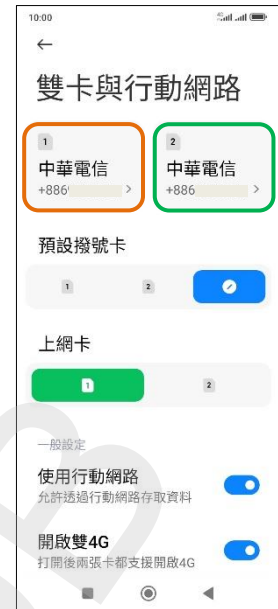 10:00
4G
雙卡與行動網路
1
中華電信
+886
2
中華電信
+886
預設撥號卡
1
2
上網卡
1
2
一般設定
使用行動網路
允許透過行動網路存取資料
開啟雙4G
打開後兩張卡都支援開啟4G